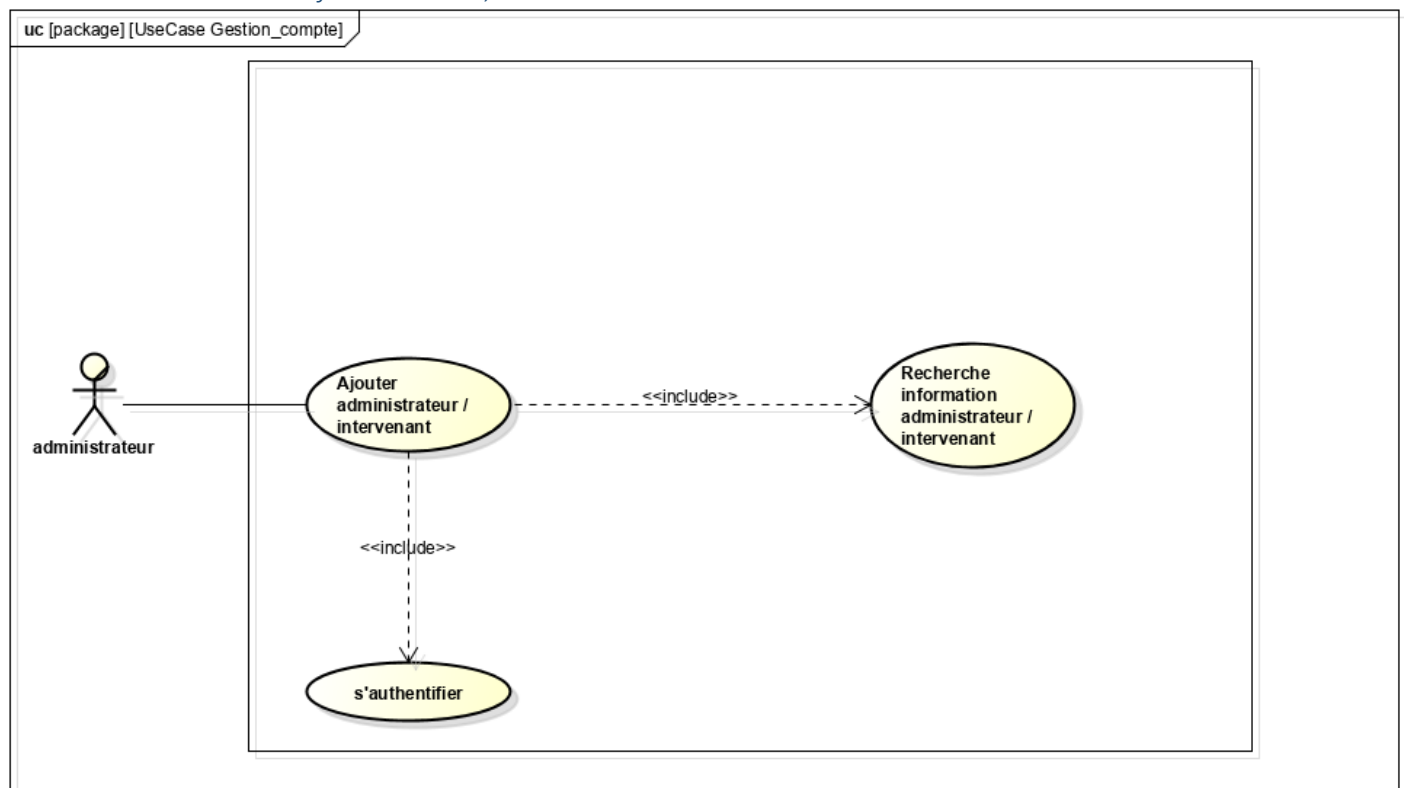 uc [package] [UseCase Gestion_compte]
Ajouter
administrateur /
intervenant
<<include>>
Recherche
information
administrateur /
intervenant
administrateur
<<include>>
s'authentifier